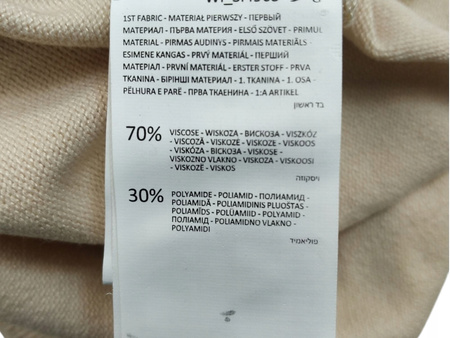 1ST FABRIC - MATERIAŁ PIERWSZY - ПЕРВЫЙ
МАТЕРИАЛ - ПЪРВА МАТЕРИЯ - ELSŐ SZÖVET - PRIMUL
MATERIAL - PIRMAS AUDINYS - PIRMAIS MATERIĀLS -
ESIMENE KANGAS - PRVÝ MATERIÁL - ПЕРШИЙ
МАТЕРІАЛ - PRVNÍ MATERIÁL - ERSTER STOFF - PRVA
TKANINA - БІРІНШІ МАТЕРИАЛ - 1. TKANINA - 1. OSA -
PËLHURA E PARË - ПРВА ТКАЕНИНА - 1:A ARTIKEL
בד ראשון
70% VISCOSE - WISKOZA - ВИСКОЗА - VISZKÓZ
- VISCOZĂ - VISKOZĖ - VISKOZE - VISKOOS
- VISKÓZA - ВІСКОЗА - VISKOSE -
VISKOZNO VLAKNO - VISKOZA - VISKOOSI
- VISKOZË - VISKOS
ויסקוזה
30% POLYAMIDE - POLIAMID - ПОЛИАМИД -
POLIAMIDĂ - POLIAMIDINIS PLUOŠTAS -
POLIAMĪDS - POLÜAMIID - POLYAMID -
ПОЛІАМІД - POLIAMIDNO VLAKNO -
POLYAMIDI
פוליאמיד